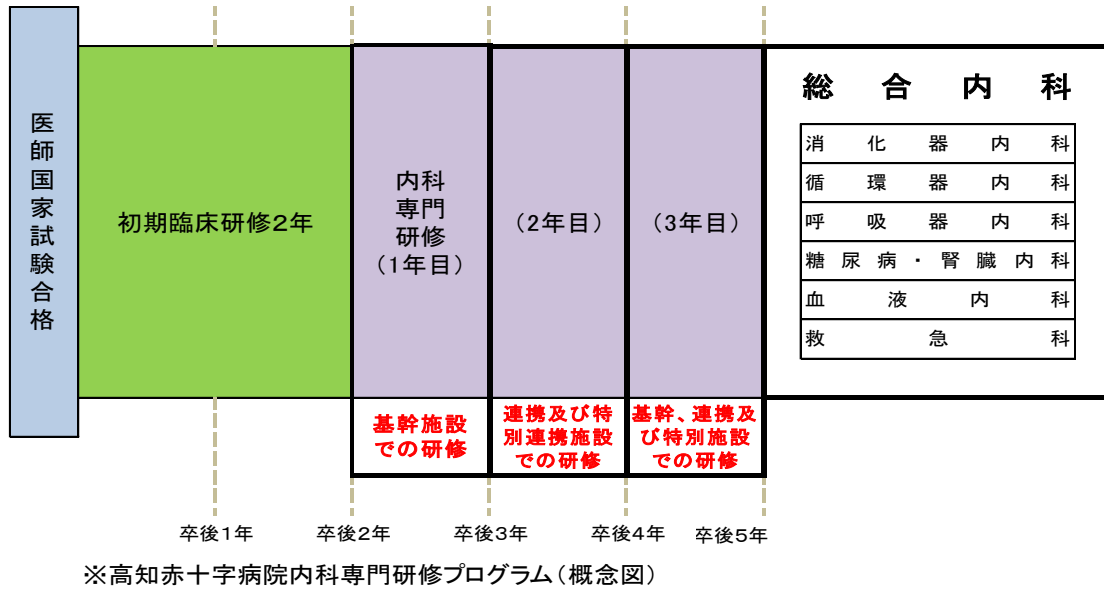 医師国家試験合格
初期臨床研修2年
内科
専門
研修
(1年目)
(2年目)
(3年目)
総合内科
消化器内科
循環器内科
呼吸器内科
糖尿病・腎臓内科
血液内科
救急科
基幹施設
での研修
連携及び特
別連携施設
での研修
基幹、連携及
び特別施設
での研修
卒後1年
卒後2年
卒後3年
卒後4年
卒後5年
※高知赤十字病院内科専門研修プログラム(概念図)